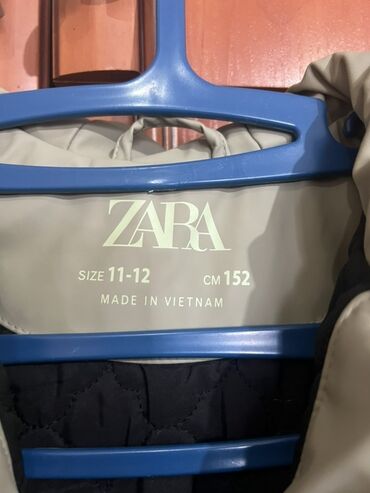 ZARA
SIZE 11-12 CM 152
MADE IN VIETNAM